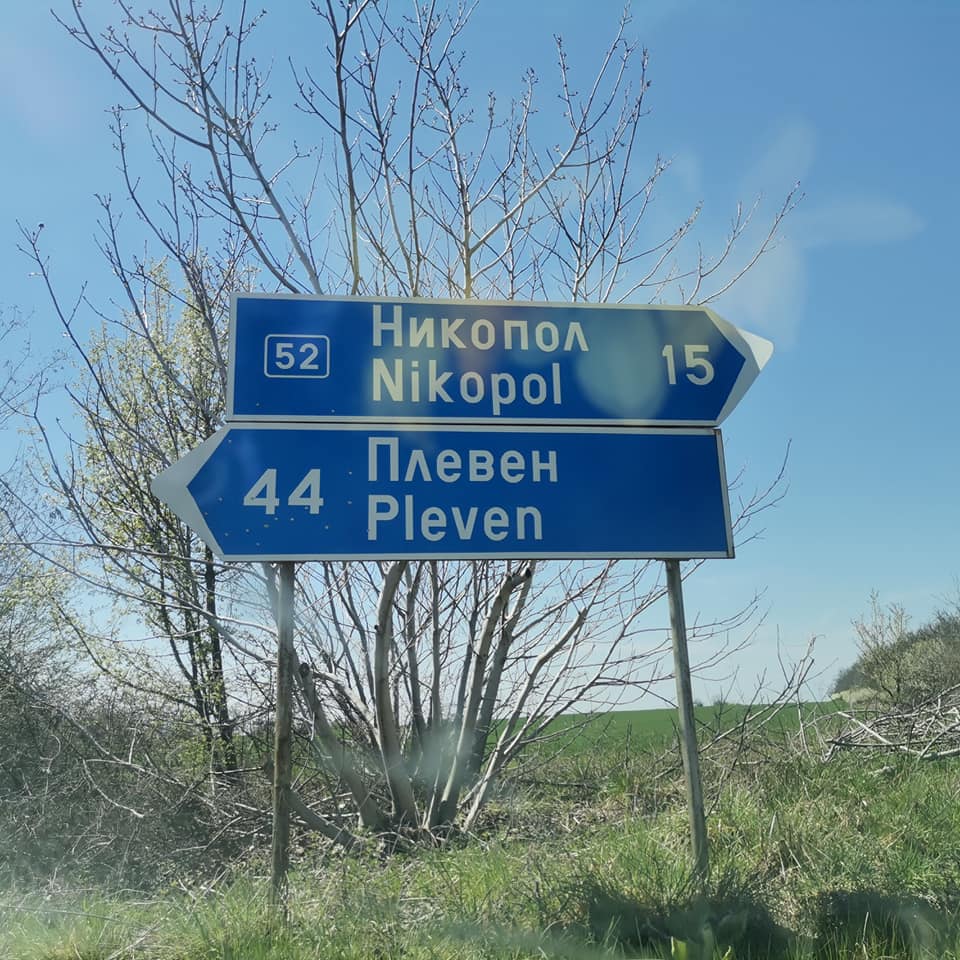 52
Никопол
Nikopol
15
44
Плевен
Pleven